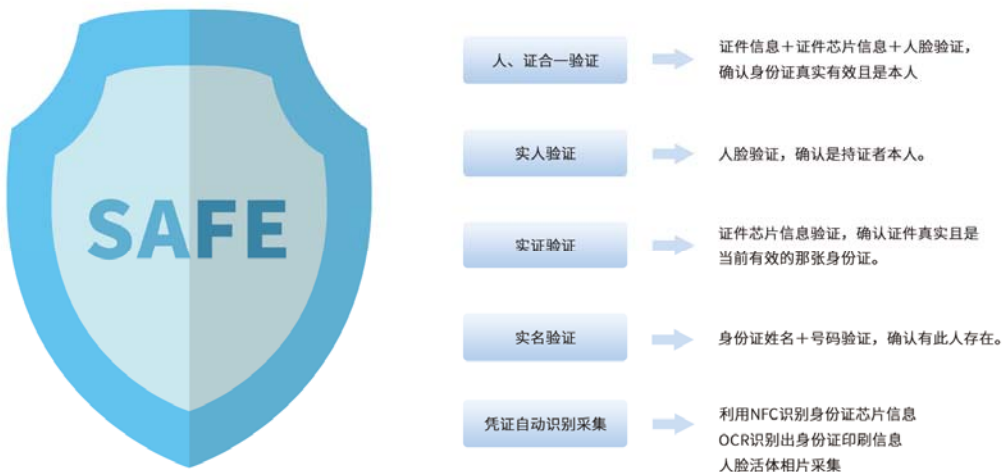 SAFE
人、证合一验证
证件信息＋证件芯片信息＋人脸验证，
确认身份证真实有效且是本人
实人验证
人脸验证，确认是持证者本人。
实证验证
证件芯片信息验证，确认证件真实且是
当前有效的那张身份证。
实名验证
身份证姓名＋号码验证，确认有此人存在。
凭证自动识别采集
利用NFC识别身份证芯片信息
OCR识别出身份证印刷信息
人脸活体相片采集